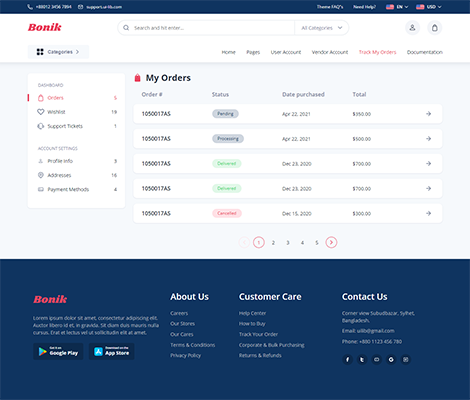 +88012 3456 7894 support.ui-lib.com Theme FAQ's Need Help? EN USD
Bonik Search and hit enter... All Categories
Categories Home Pages User Account Vendor Account Track My Orders Documentation
DASHBOARD
Orders 5
Wishlist 19
Support Tickets 1
ACCOUNT SETTINGS
Profile Info 3
Addresses 16
Payment Methods 4
My Orders
Order # Status Date purchased Total
1050017AS Pending Apr 22, 2021 $350.00
1050017AS Processing Apr 22, 2021 $500.00
1050017AS Delivered Dec 23, 2020 $700.00
1050017AS Delivered Dec 23, 2020 $700.00
1050017AS Cancelled Dec 15, 2020 $300.00
1 2 3 4 5
Bonik
Lorem ipsum dolor sit amet, consectetur adipiscing elit. Auctor libero id et, in gravida. Sit diam duis mauris nulla cursus. Erat et lectus vel ut sollicitudin elit at amet.
Get it on
Google Play
Download on the
App Store
About Us
Careers
Our Stores
Our Cares
Terms & Conditions
Privacy Policy
Customer Care
Help Center
How to Buy
Track Your Order
Corporate & Bulk Purchasing
Returns & Refunds
Contact Us
Corner view Subudbazar, Sylhet,
Bangladesh.
Email: uilib@gmail.com
Phone: +880 1123 456 780